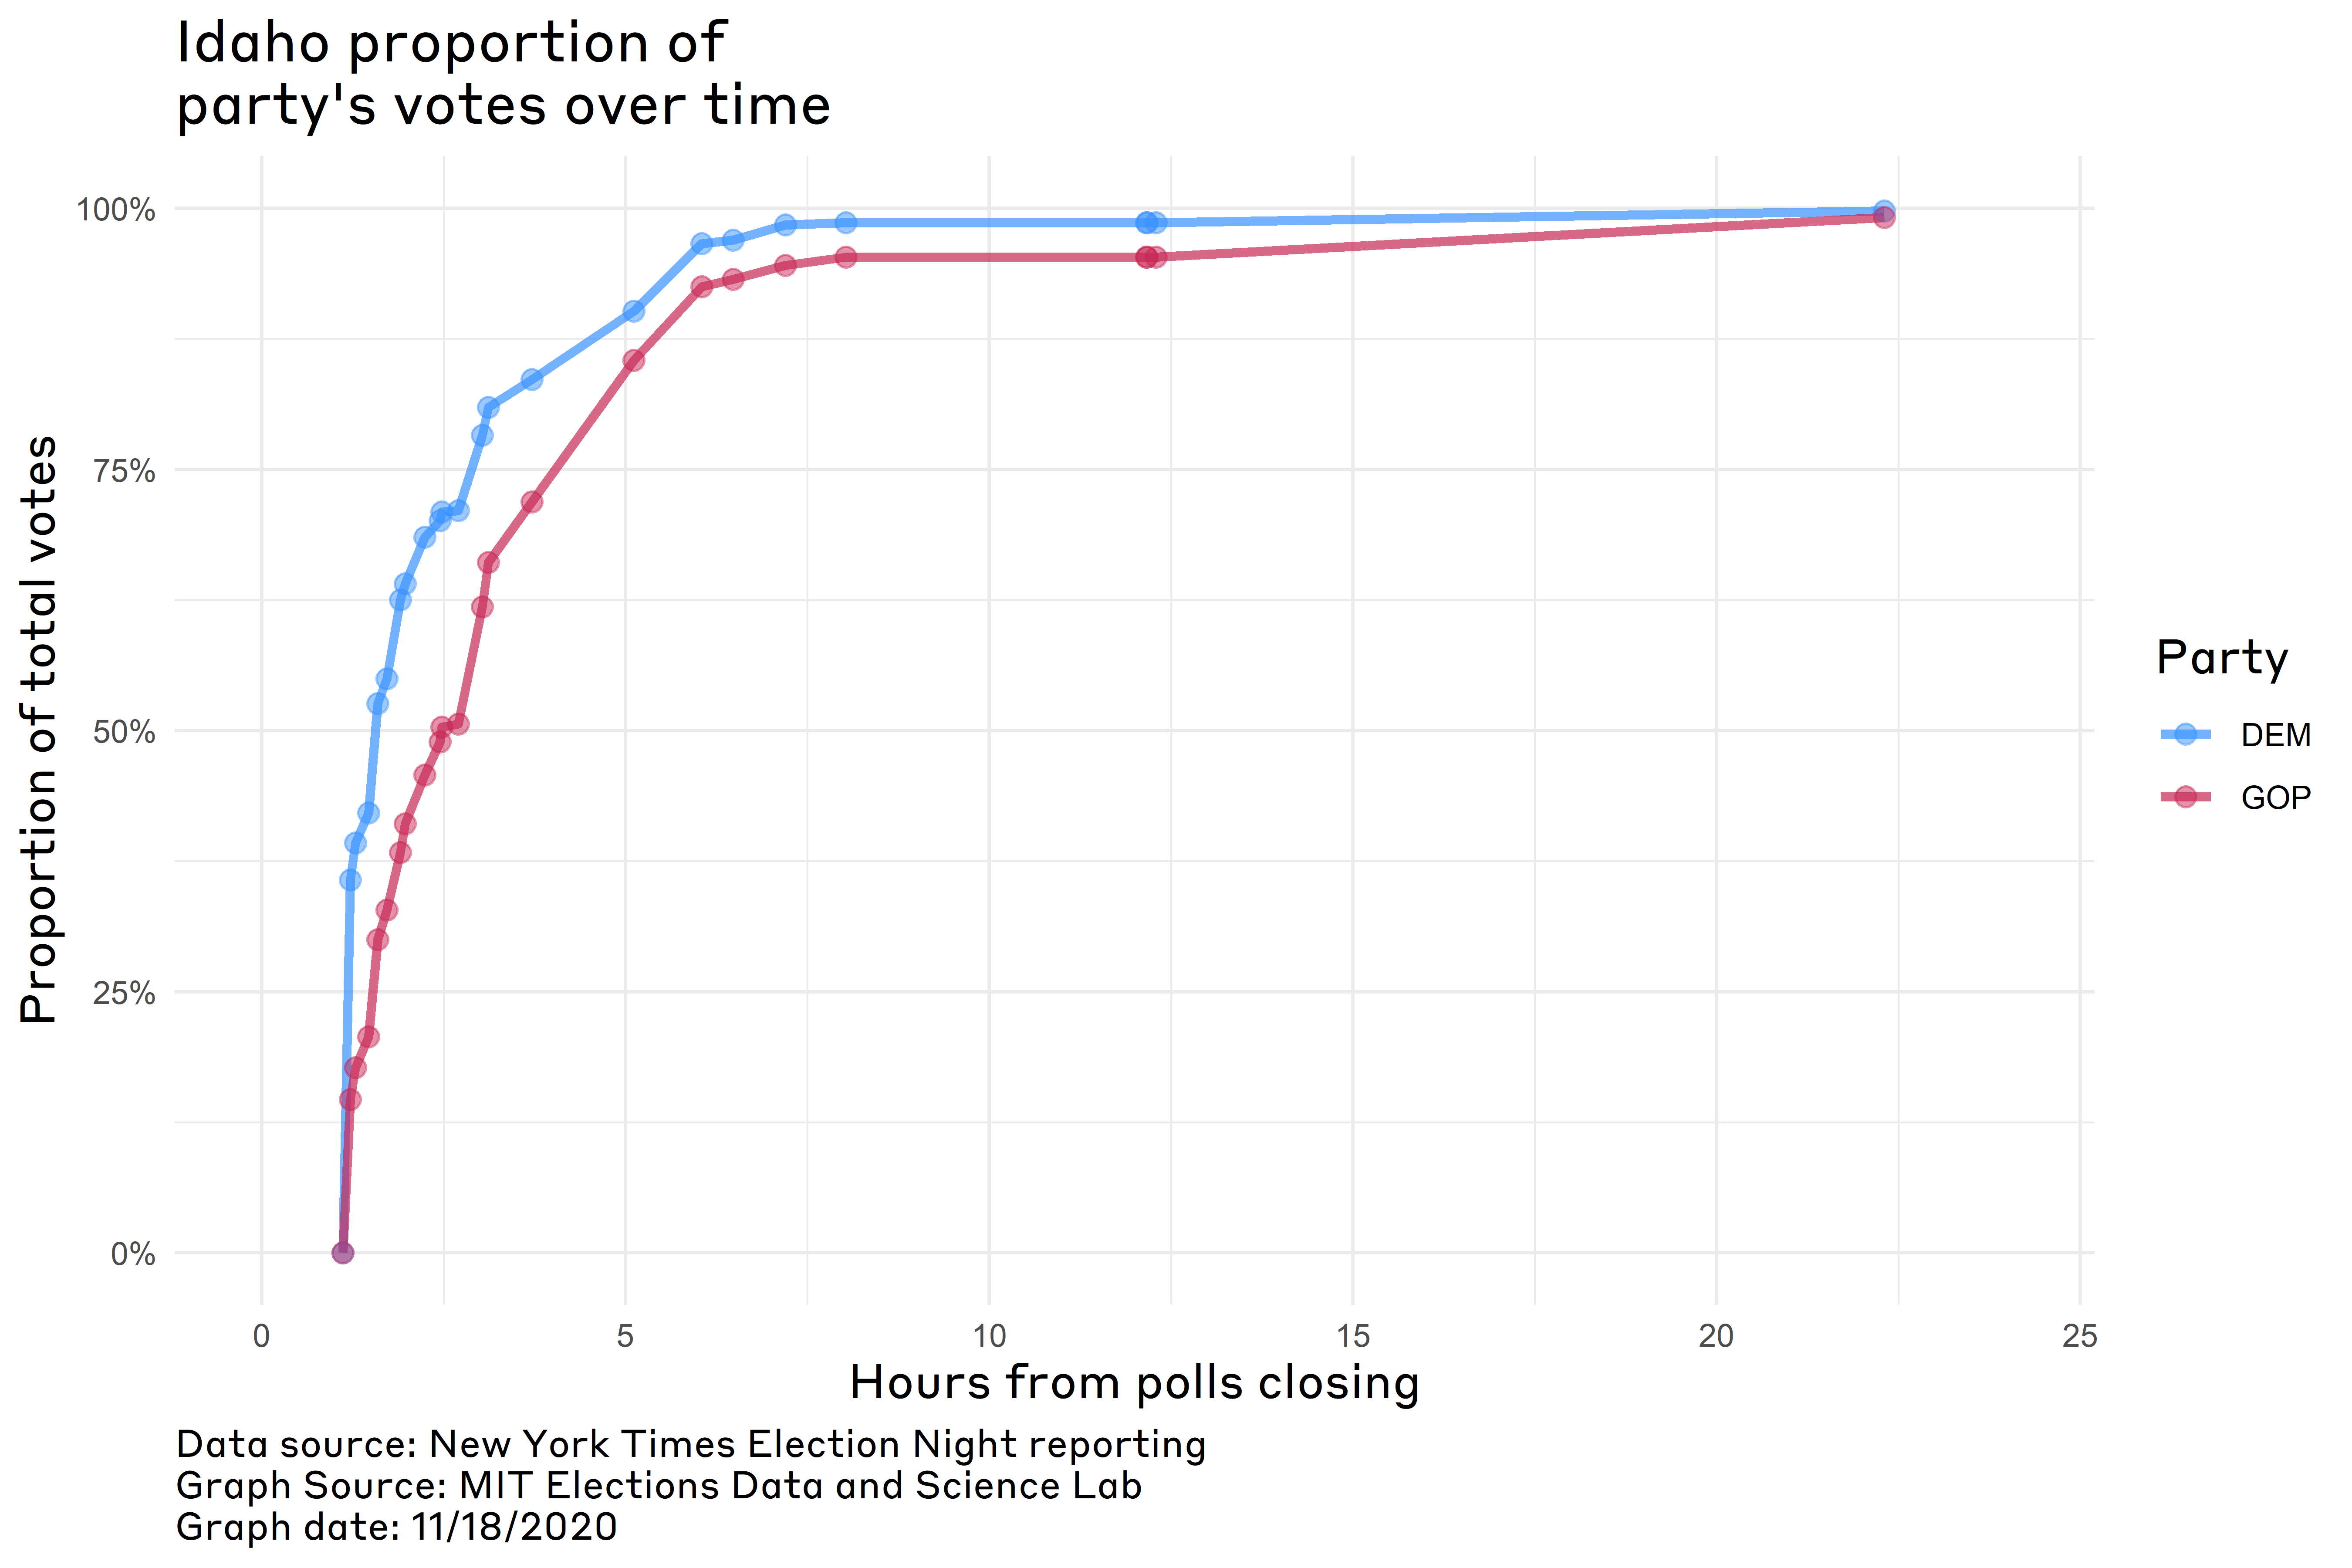 Idaho proportion of
party's votes over time
Proportion of total votes
100%
75%
50%
25%
0%
0
5
10
15
20
25
Hours from polls closing
Party
DEM
GOP
Data source: New York Times Election Night reporting
Graph Source: MIT Elections Data and Science Lab
Graph date: 11/18/2020